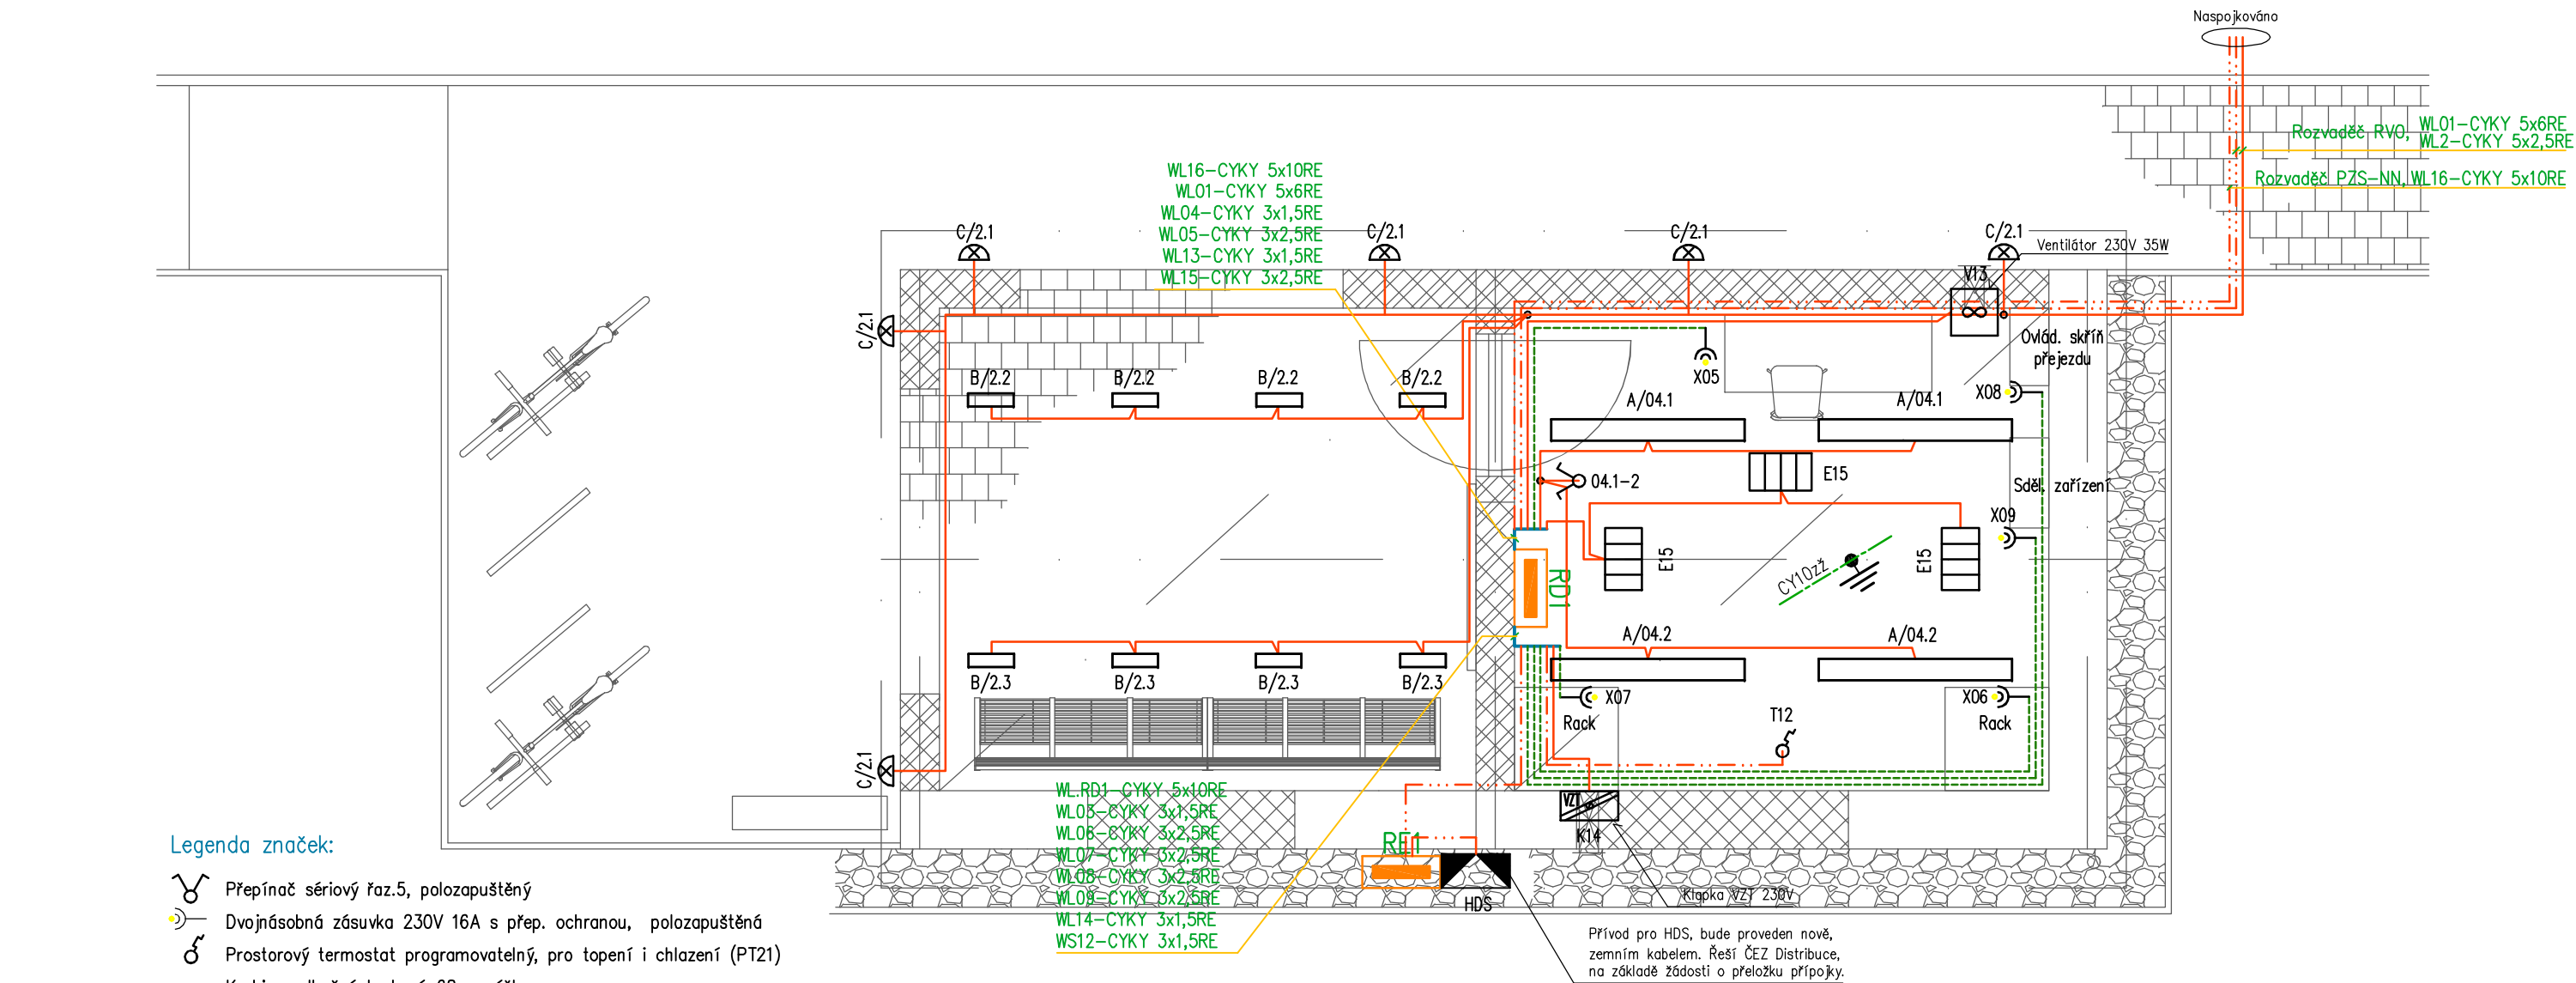 Naspojkováno
WL01-CYKY 5x6RE
Rozvaděč RVO, WL2-CYKY 5x2,5RE
Rozvaděč PZS-NN, WL16-CYKY 5x10RE
WL16-CYKY 5x10RE
WL01-CYKY 5x6RE
WL04-CYKY 3x1,5RE
WL05-CYKY 3x2,5RE
WL13-CYKY 3x1,5RE
WL15-CYKY 3x2,5RE
C/2.1 C/2.1 C/2.1 C/2.1
Ventilátor 230V 35W
V13
C/2.1
Ovlád. skříň
přejezdu
B/2.2 B/2.2 B/2.2 B/2.2
X05
X08
A/04.1 A/04.1
04.1-2
E15
Sděl. zařízení
X09
E15
E15
RD1
CY10zž
A/04.2 A/04.2
B/2.3 B/2.3 B/2.3 B/2.3
X07
Rack
X06
Rack
T12
C/2.1
WL.RD1-CYKY 5x10RE
WL03-CYKY 3x1,5RE
WL06-CYKY 3x2,5RE
WL07-CYKY 3x2,5RE
WL08-CYKY 3x2,5RE
WL09-CYKY 3x2,5RE
WL14-CYKY 3x1,5RE
WS12-CYKY 3x1,5RE
VZT
K14
RE1
HDS
Klapka VZT 230V
Přívod pro HDS, bude proveden nově,
zemním kabelem. Řeší ČEZ Distribuce,
na základě žádosti o přeložku přípojky.
Legenda značek:
Přepínač sériový řaz.5, polozapuštěný
Dvojnásobná zásuvka 230V 16A s přep. ochranou, polozapuštěná
Prostorový termostat programovatelný, pro topení i chlazení (PT21)